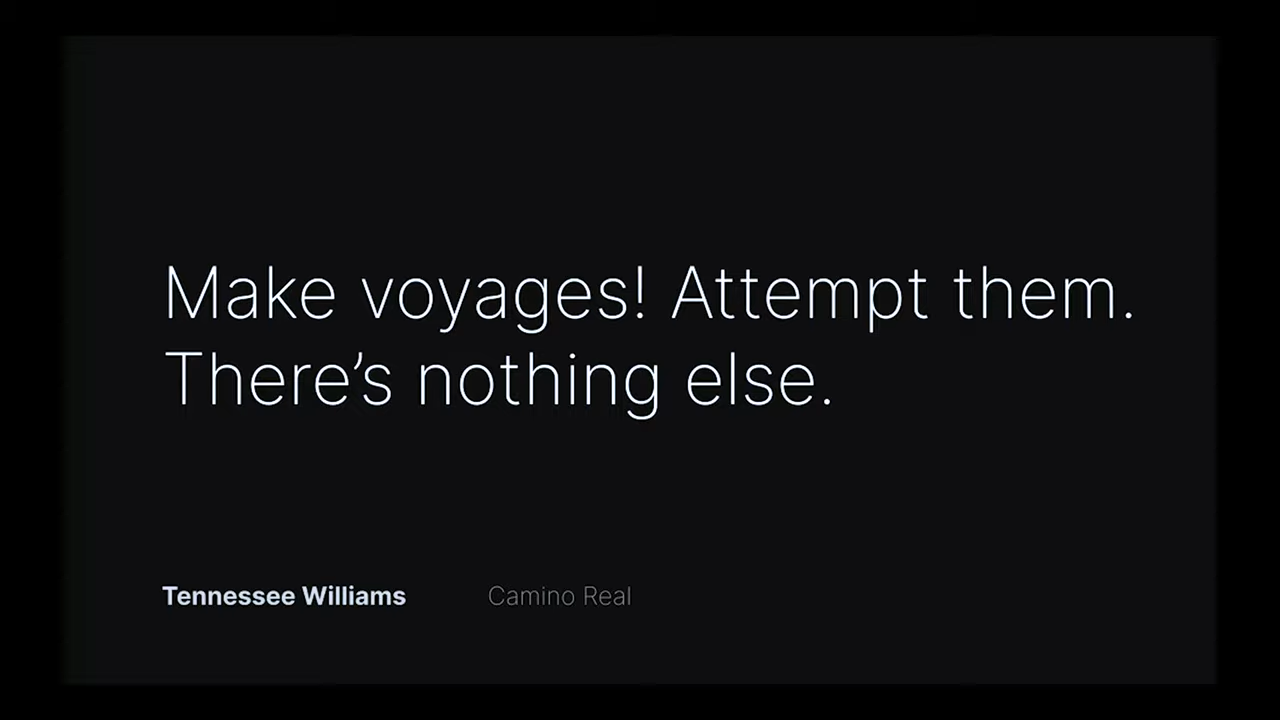 Make voyages! Attempt them.
There’s nothing else.
Tennessee Williams Camino Real